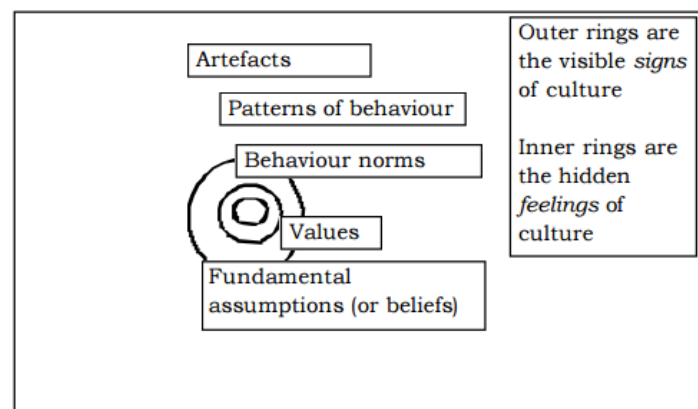 Artefacts
Patterns of behaviour
Behaviour norms
Values
Fundamental
assumptions (or beliefs)
Outer rings are
the visible signs
of culture
Inner rings are
the hidden
feelings of
culture